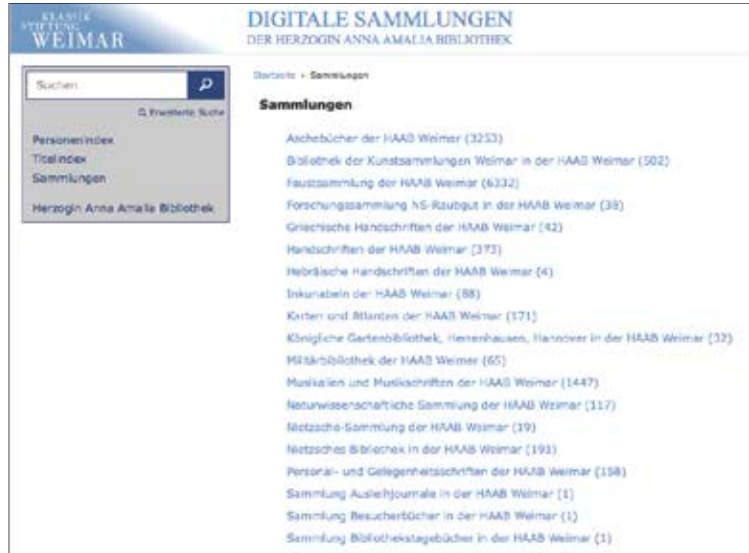 KLASSIK
STIFTUNG
WEIMAR
DIGITALE SAMMLUNGEN
DER HERZOGIN ANNA AMALIA BIBLIOTHEK
Suchen
Erweiterte Suche
Personenindex
Titelindex
Sammlungen
Herzogin Anna Amalia Bibliothek
Startseite › Sammlungen
Sammlungen
Aschebücher der HAAB Weimar (3253)
Bibliothek der Kunstsammlungen Weimar in der HAAB Weimar (502)
Faustsammlung der HAAB Weimar (6332)
Forschungssammlung NS-Raubgut in der HAAB Weimar (38)
Griechische Handschriften der HAAB Weimar (42)
Handschriften der HAAB Weimar (373)
Hebräische Handschriften der HAAB Weimar (4)
Inkunabeln der HAAB Weimar (88)
Karten und Atlanten der HAAB Weimar (171)
Königliche Gartenbibliothek, Herrenhausen, Hannover in der HAAB Weimar (32)
Militärbibliothek der HAAB Weimar (65)
Musikalien und Musikschriften der HAAB Weimar (1447)
Naturwissenschaftliche Sammlung der HAAB Weimar (117)
Nietzsche-Sammlung der HAAB Weimar (19)
Nietzsches Bibliothek in der HAAB Weimar (191)
Personal- und Gelegenheitsschriften der HAAB Weimar (158)
Sammlung Ausleihjournale in der HAAB Weimar (1)
Sammlung Besucherbücher in der HAAB Weimar (1)
Sammlung Bibliothekstagebücher in der HAAB Weimar (1)